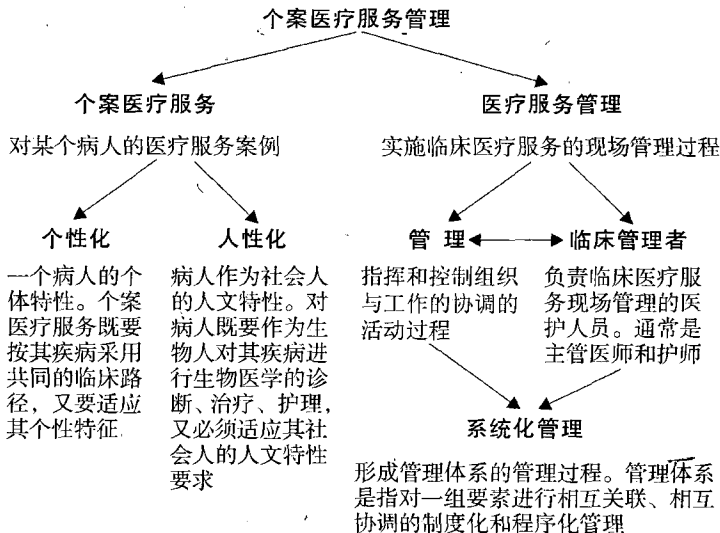 个案医疗服务管理
个案医疗服务
医疗服务管理
对某个病人的医疗服务案例
实施临床医疗服务的现场管理过程
个性化
一个病人的个
体特性。个案
医疗服务既要
按其疾病采用
共同的临床路
径，又要适应
其个性特征
人性化
病人作为社会人
的人文特性。对
病人既要作为生
物人对其疾病进
行生物医学的诊
断、治疗、护理，
又必须适应其社
会人的人文特性
要求
管 理
指挥和控制组织
与工作的协调的
活动过程
临床管理者
负责临床医疗服
务现场管理的医
护人员。通常是
主管医师和护师
系统化管理
形成管理体系的管理过程。管理体系
是指对一组要素进行相互关联、相互
协调的制度化和程序化管理